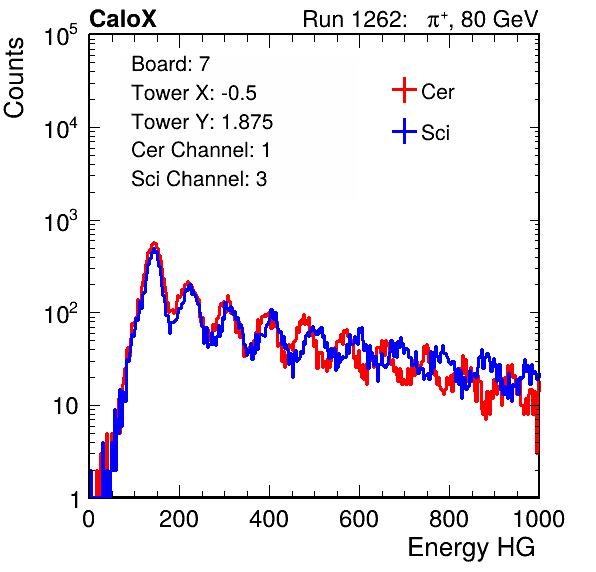 CaloX Run 1262: π⁺, 80 GeV
Counts
Board: 7
Tower X: -0.5
Tower Y: 1.875
Cer Channel: 1
Sci Channel: 3
Cer
Sci
10⁵
10⁴
10³
10²
10
1
0 200 400 600 800 1000
Energy HG